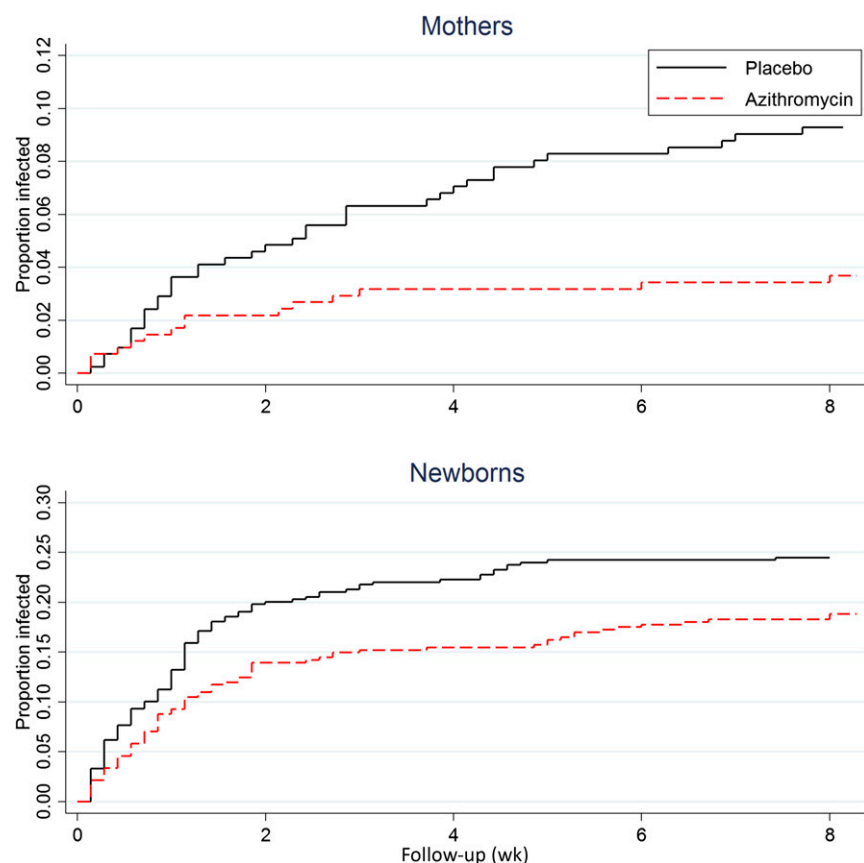 Mothers
Proportion infected
0.12
0.10
0.08
0.06
0.04
0.02
0.00
Placebo
Azithromycin
0 2 4 6 8
Newborns
Proportion infected
0.30
0.25
0.20
0.15
0.10
0.05
0.00
0 2 4 6 8
Follow-up (wk)